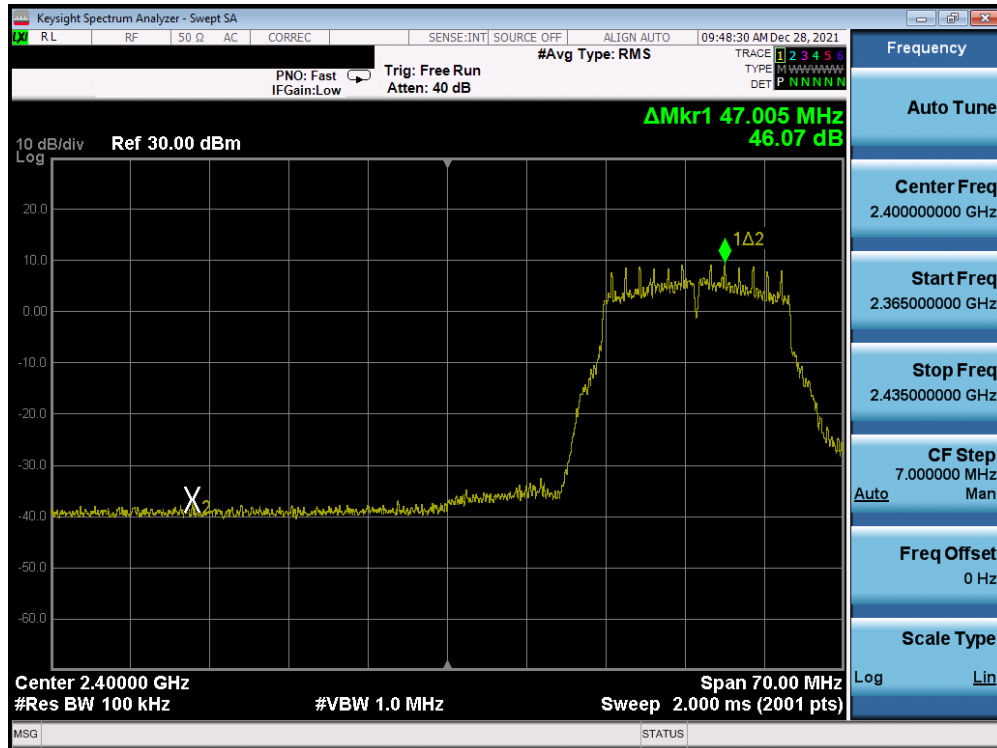 Keysight Spectrum Analyzer - Swept SA
LXI RL RF 50 Ω AC CORREC SENSE:INT SOURCE OFF ALIGN AUTO 09:48:30 AM Dec 28, 2021
#Avg Type: RMS
TRACE 1 2 3 4 5 6
PNO: Fast Trig: Free Run
TYPE M W W W W W
IFGain:Low Atten: 40 dB
DET P N N N N N
ΔMkr1 47.005 MHz
46.07 dB
10 dB/div Ref 30.00 dBm
Log
20.0
1Δ2
10.0
0.00
-10.0
-20.0
-30.0
X2
-40.0
-50.0
-60.0
Center 2.40000 GHz Span 70.00 MHz
#Res BW 100 kHz #VBW 1.0 MHz Sweep 2.000 ms (2001 pts)
MSG STATUS
Frequency
Auto Tune
Center Freq
2.400000000 GHz
Start Freq
2.365000000 GHz
Stop Freq
2.435000000 GHz
CF Step
7.000000 MHz
Auto Man
Freq Offset
0 Hz
Scale Type
Log Lin